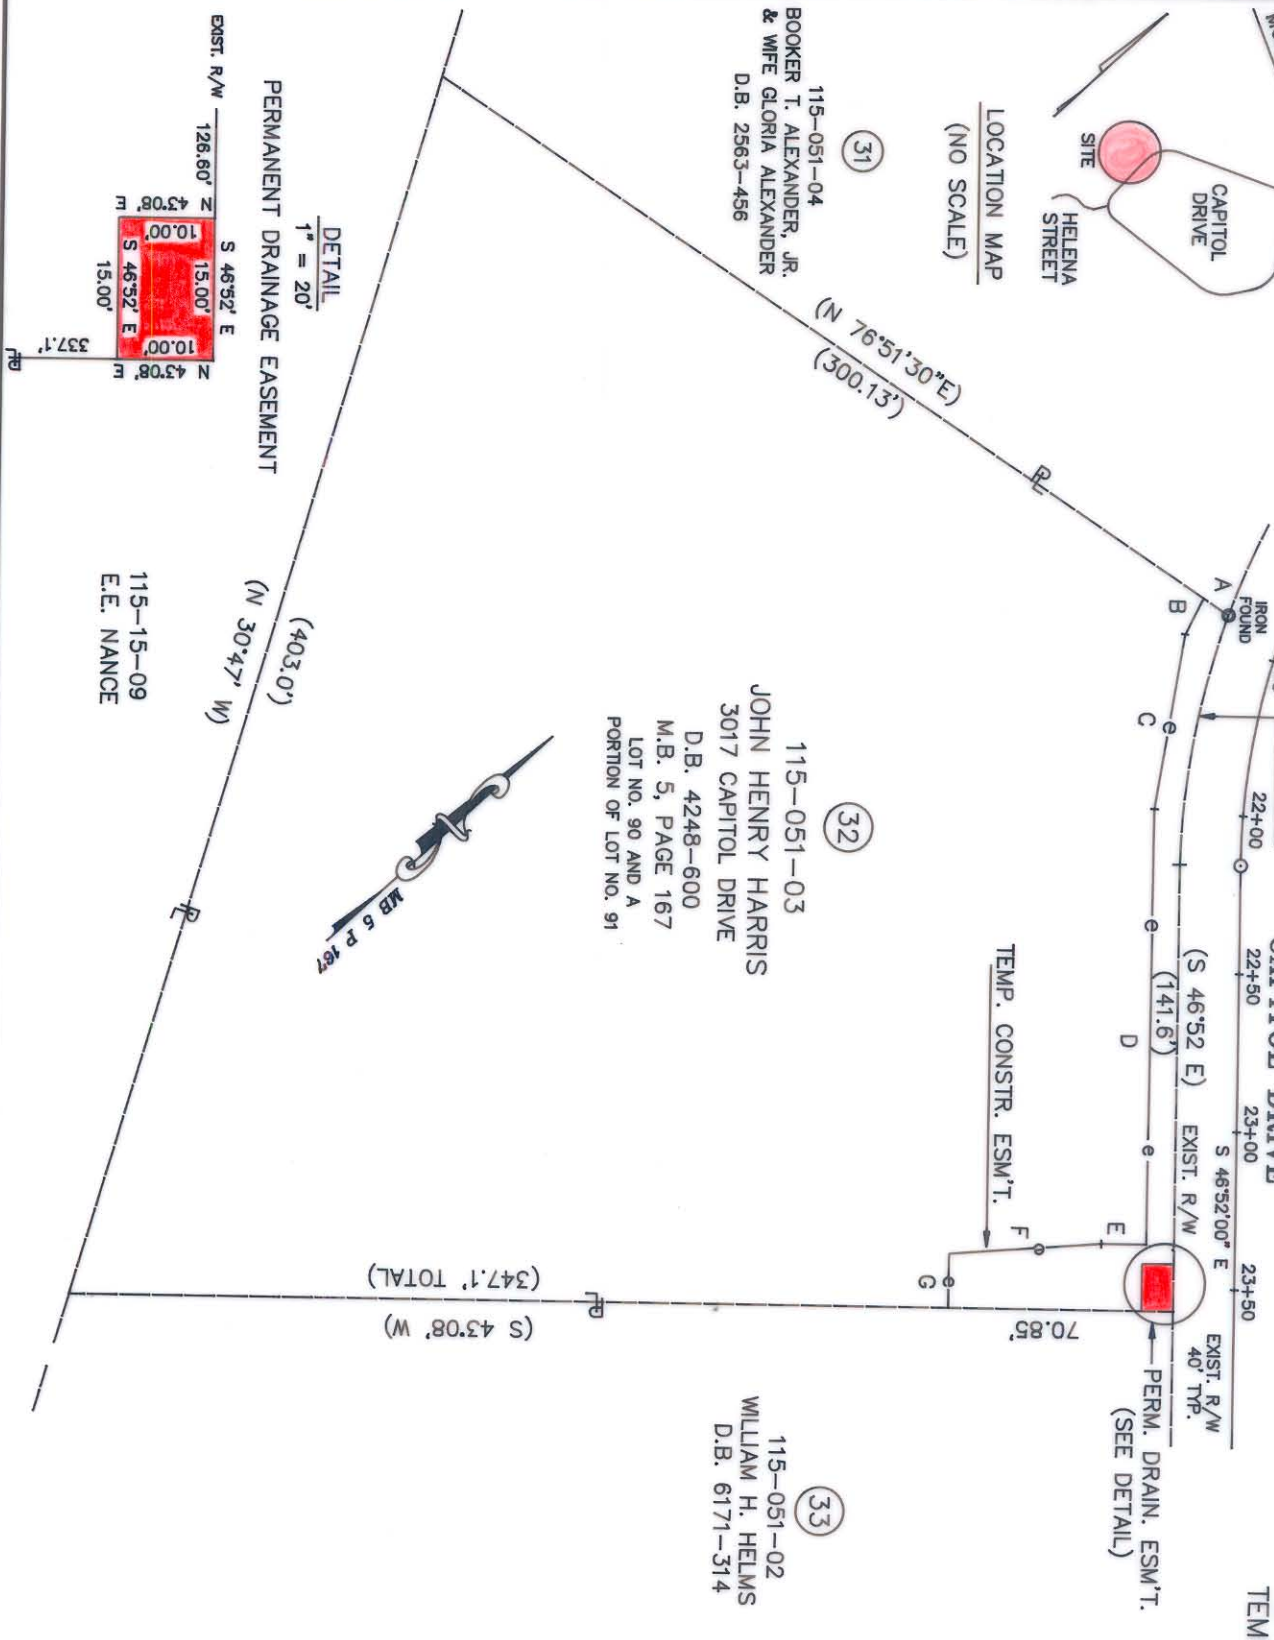 CAPITOL
DRIVE
HELENA
STREET
SITE
LOCATION MAP
(NO SCALE)
31
115-051-04
BOOKER T. ALEXANDER, JR.
& WIFE GLORIA ALEXANDER
D.B. 2563-456
(N 76°51'30"E)
(300.13')
PL
A
IRON
FOUND
B
C
e
22+00
22+50
23+00
23+50
S 46°52'00" E
(S 46°52 E)
(141.6')
EXIST. R/W
D
e
e
EXIST. R/W
40' TYP.
TEM
PERM. DRAIN. ESM'T.
(SEE DETAIL)
E
F
G
e
70.85'
TEMP. CONSTR. ESM'T.
32
115-051-03
JOHN HENRY HARRIS
3017 CAPITOL DRIVE
D.B. 4248-600
M.B. 5, PAGE 167
LOT NO. 90 AND A
PORTION OF LOT NO. 91
33
115-051-02
WILLIAM H. HELMS
D.B. 6171-314
(347.1' TOTAL)
(S 43°08' W)
PL
MB 5 P 167
(403.0')
(N 30°47' W)
PL
115-15-09
E.E. NANCE
DETAIL
1" = 20'
PERMANENT DRAINAGE EASEMENT
EXIST. R/W
126.60'
S 46°52' E
15.00'
N 43°08' E
10.00'
10.00'
N 43°08' E
S 46°52' E
15.00'
337.1'
PL